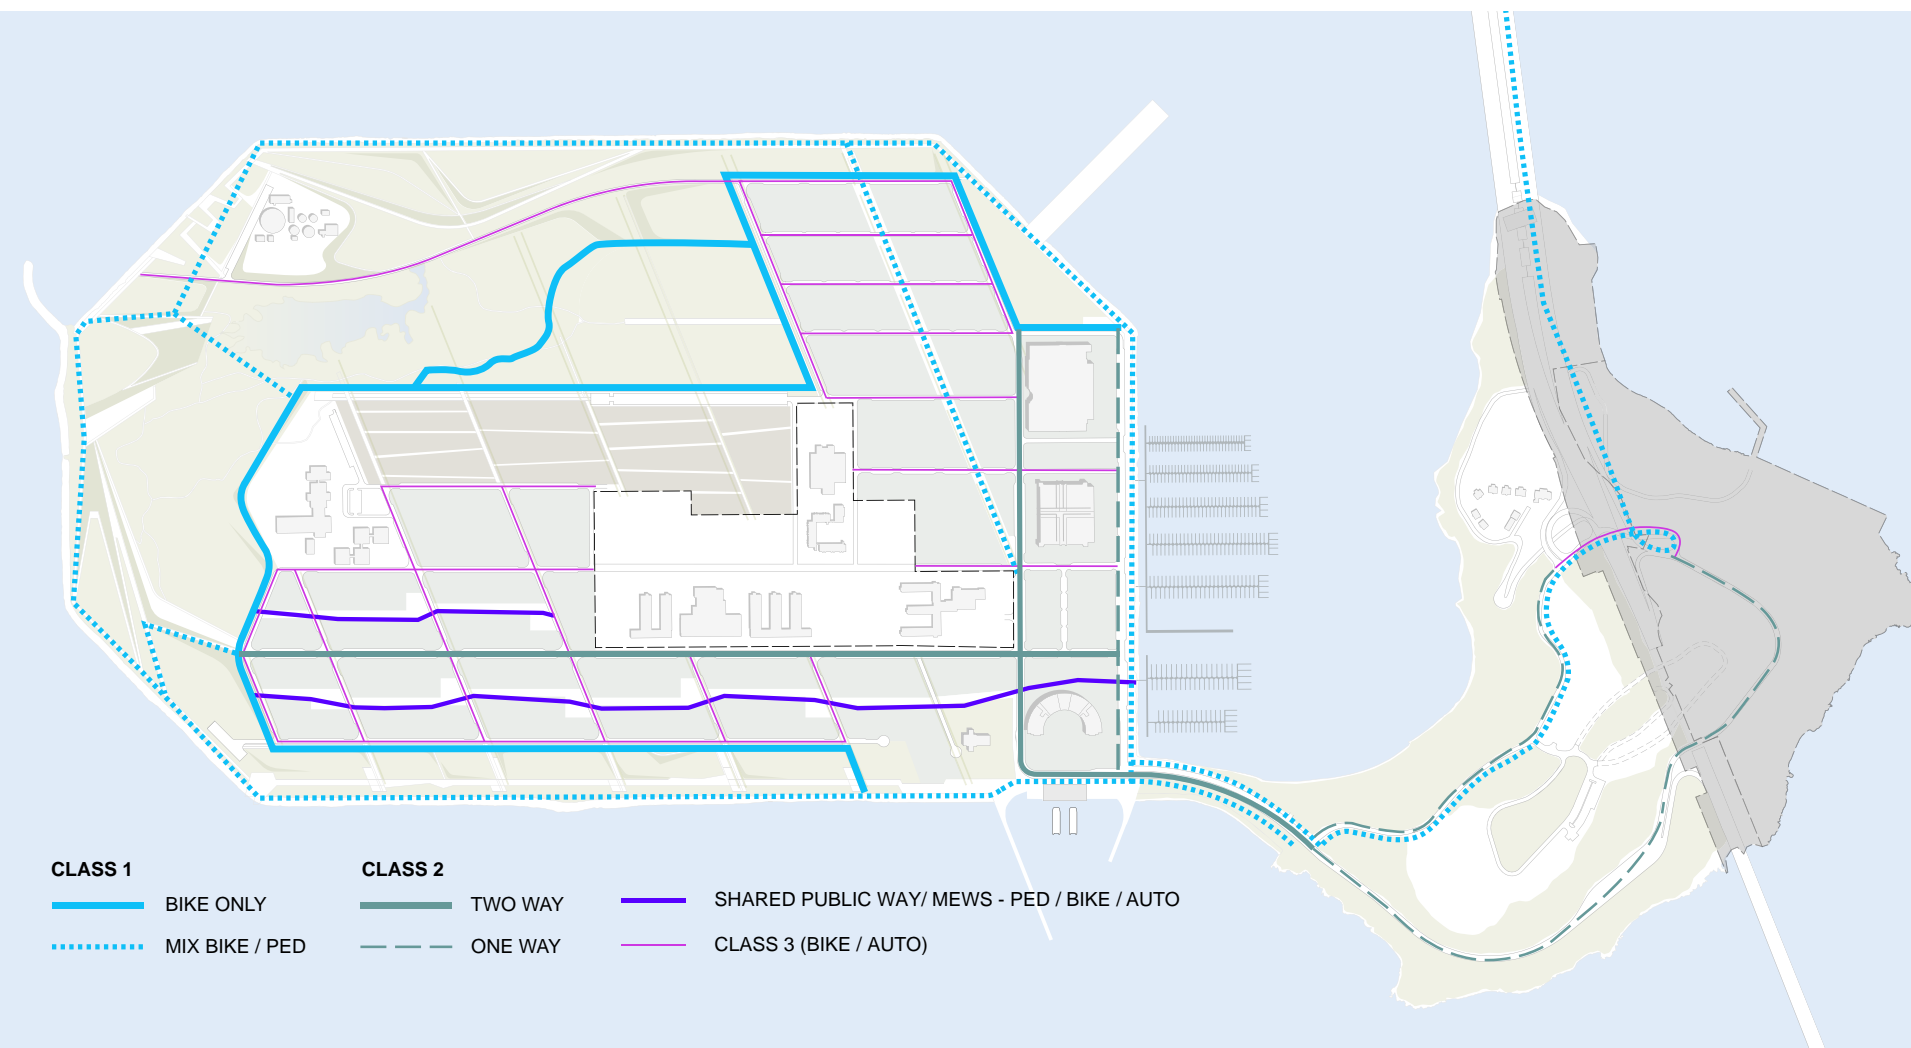 CLASS 1
BIKE ONLY
MIX BIKE / PED
CLASS 2
TWO WAY
ONE WAY
SHARED PUBLIC WAY/ MEWS - PED / BIKE / AUTO
CLASS 3 (BIKE / AUTO)